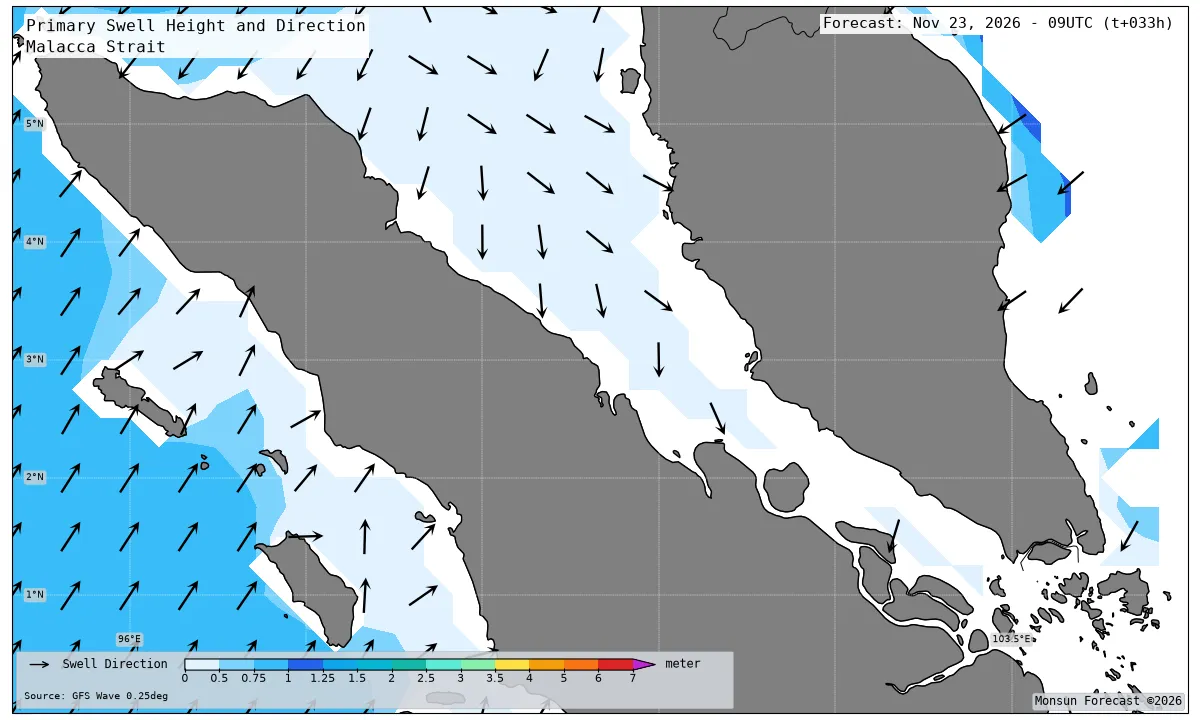 Primary Swell Height and Direction
Malacca Strait
Forecast: Nov 23, 2026 - 09UTC (t+033h)
5°N
4°N
3°N
2°N
1°N
96°E
103.5°E
Swell Direction
0 0.5 0.75 1 1.25 1.5 2 2.5 3 3.5 4 5 6 7
meter
Source: GFS Wave 0.25deg
Monsun Forecast ©2026